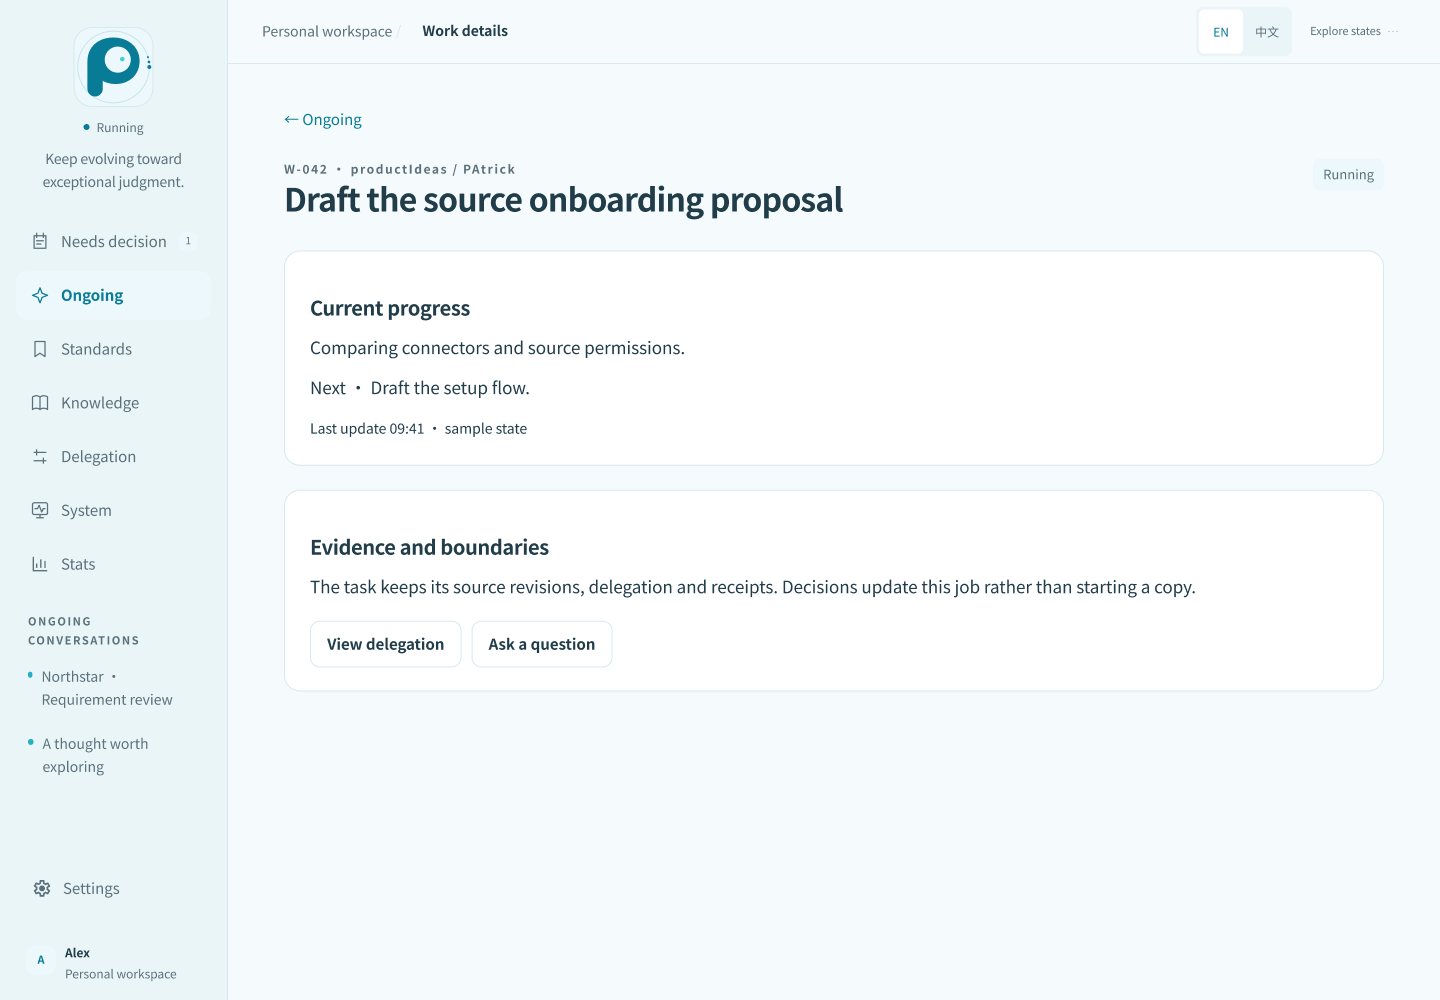 Running
Keep evolving toward
exceptional judgment.
Needs decision 1
Ongoing
Standards
Knowledge
Delegation
System
Stats
ONGOING
CONVERSATIONS
Northstar •
Requirement review
A thought worth
exploring
Settings
A
Alex
Personal workspace
Personal workspace / Work details
EN 中文 Explore states ···
← Ongoing
W-042 • productIdeas / PAtrick
Draft the source onboarding proposal
Running
Current progress
Comparing connectors and source permissions.
Next • Draft the setup flow.
Last update 09:41 • sample state
Evidence and boundaries
The task keeps its source revisions, delegation and receipts. Decisions update this job rather than starting a copy.
View delegation Ask a question